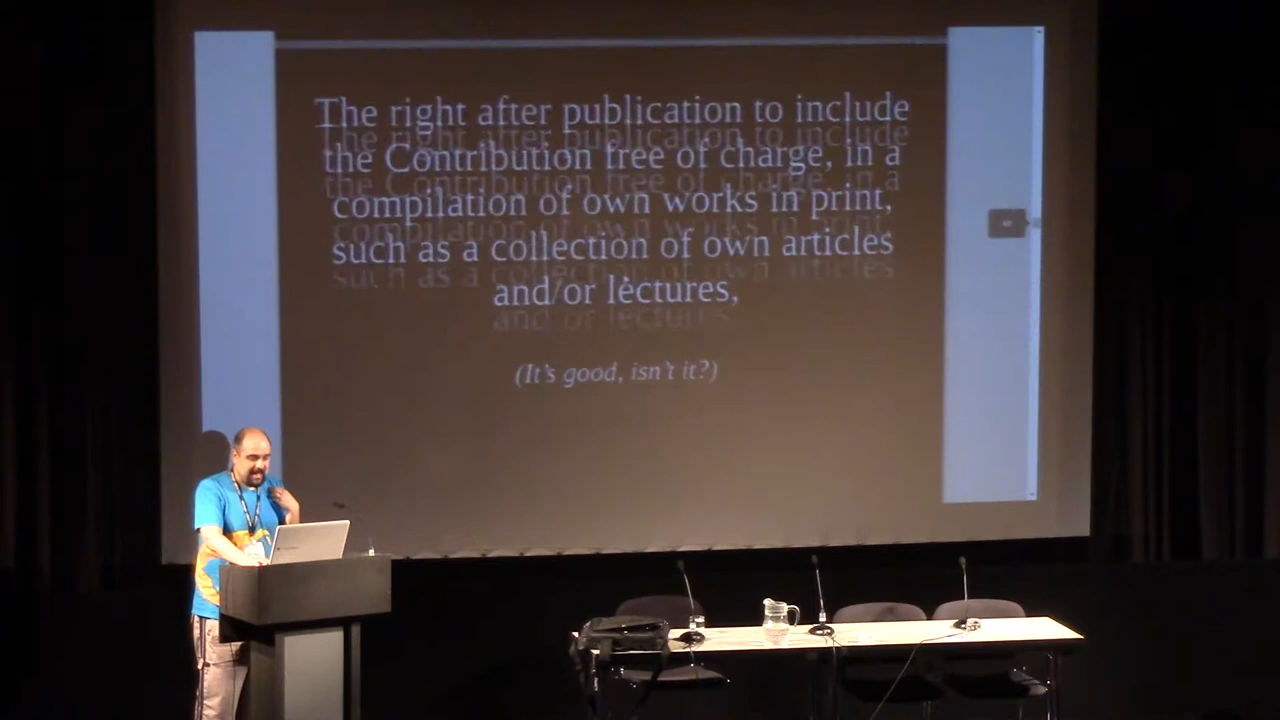 The right after publication to include
the Contribution free of charge, in a
compilation of own works in print,
such as a collection of own articles
and/or lectures,
(It's good, isn't it?)